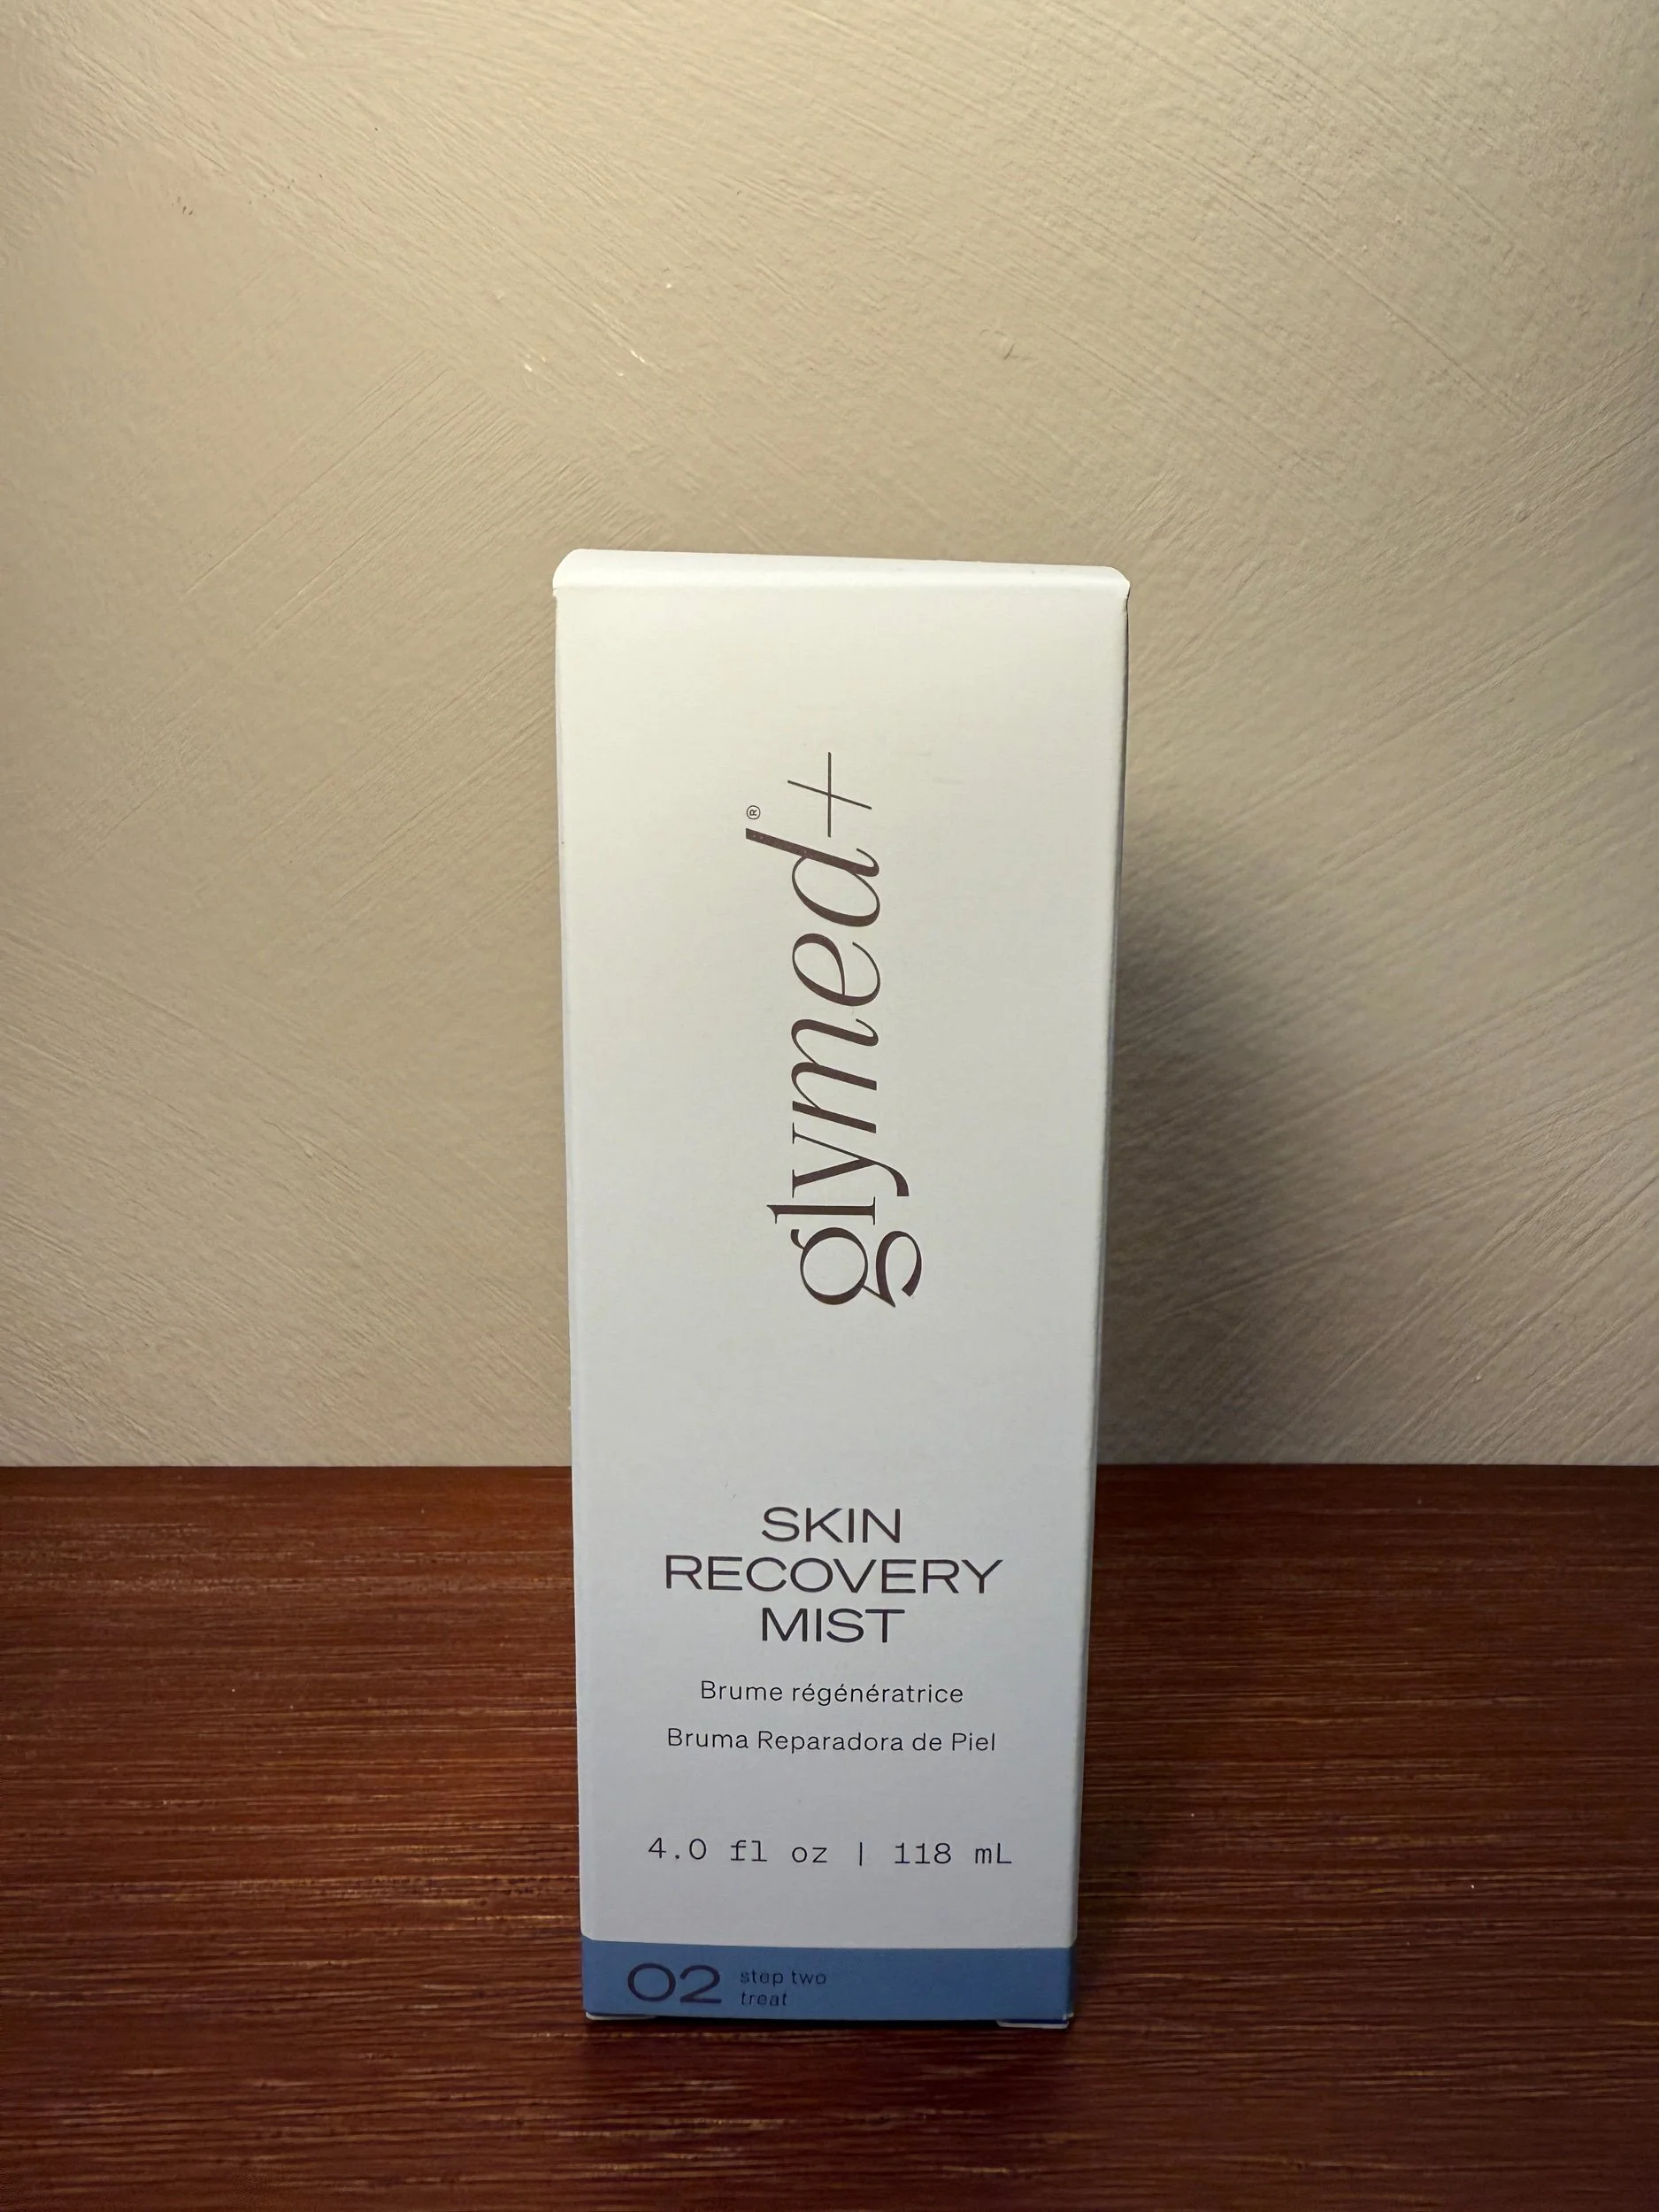 glymed+®
SKIN
RECOVERY
MIST
Brume régénératrice
Bruma Reparadora de Piel
4.0 fl oz | 118 mL
02 step two
treat